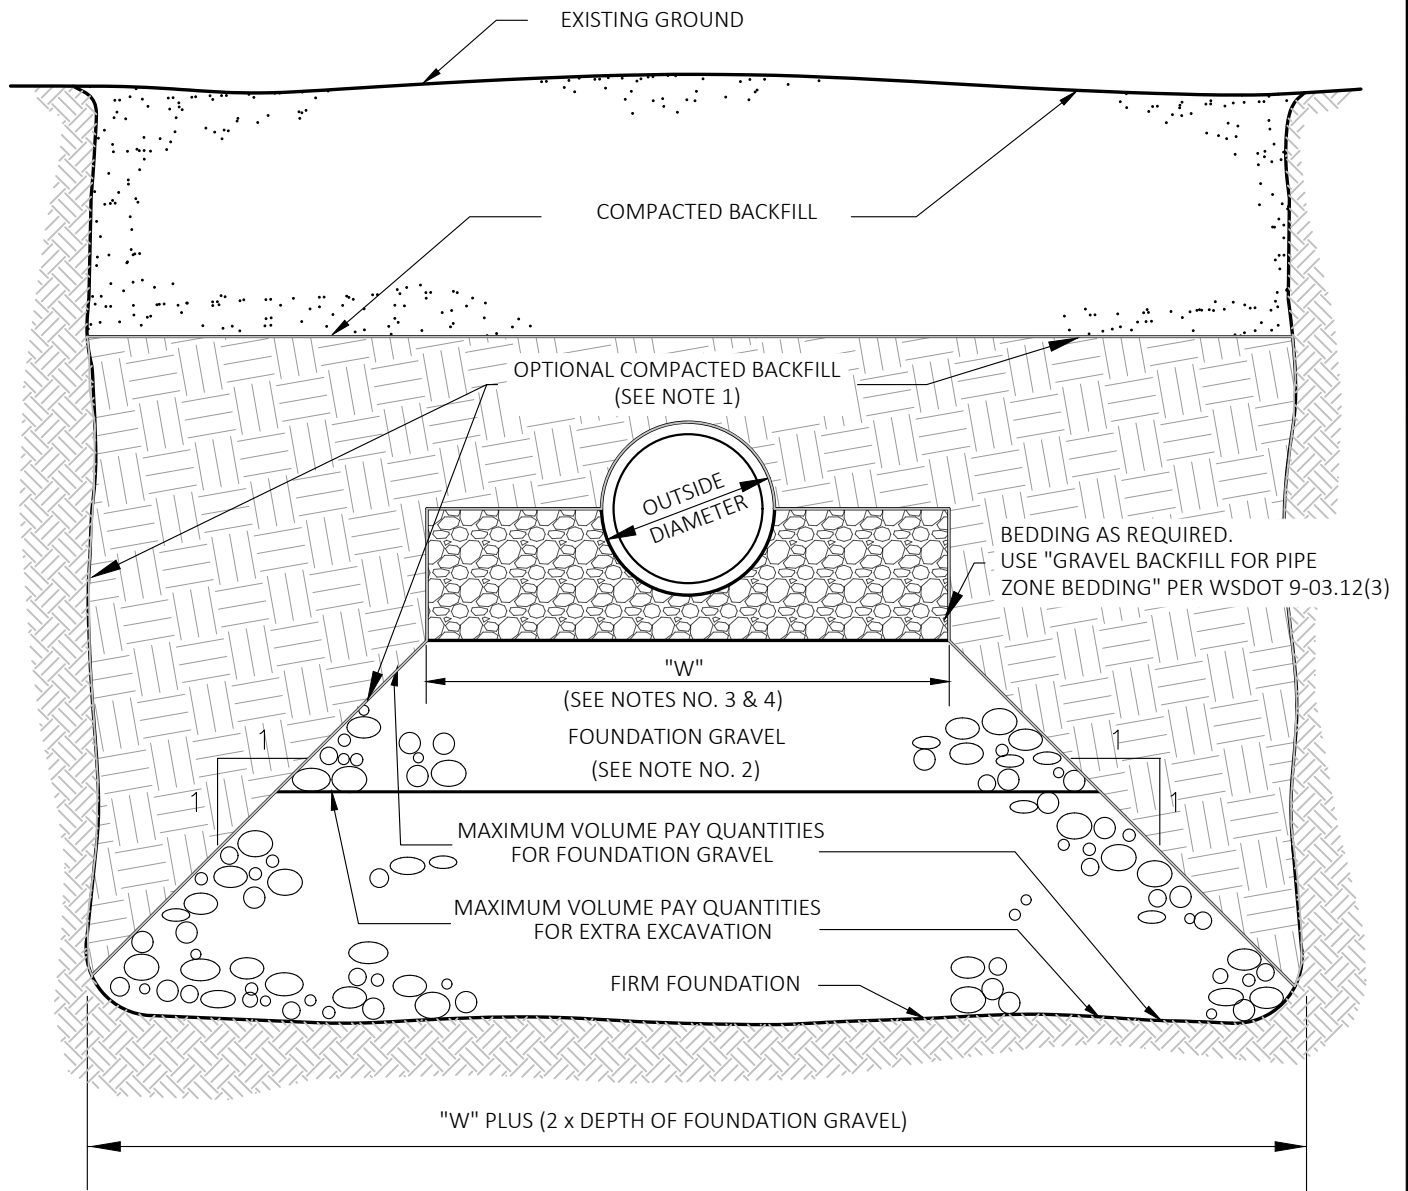 EXISTING GROUND
COMPACTED BACKFILL
OPTIONAL COMPACTED BACKFILL
(SEE NOTE 1)
OUTSIDE
DIAMETER
BEDDING AS REQUIRED.
USE "GRAVEL BACKFILL FOR PIPE
ZONE BEDDING" PER WSDOT 9-03.12(3)
"W"
(SEE NOTES NO. 3 & 4)
FOUNDATION GRAVEL
(SEE NOTE NO. 2)
1
1
1
1
MAXIMUM VOLUME PAY QUANTITIES
FOR FOUNDATION GRAVEL
MAXIMUM VOLUME PAY QUANTITIES
FOR EXTRA EXCAVATION
FIRM FOUNDATION
"W" PLUS (2 x DEPTH OF FOUNDATION GRAVEL)